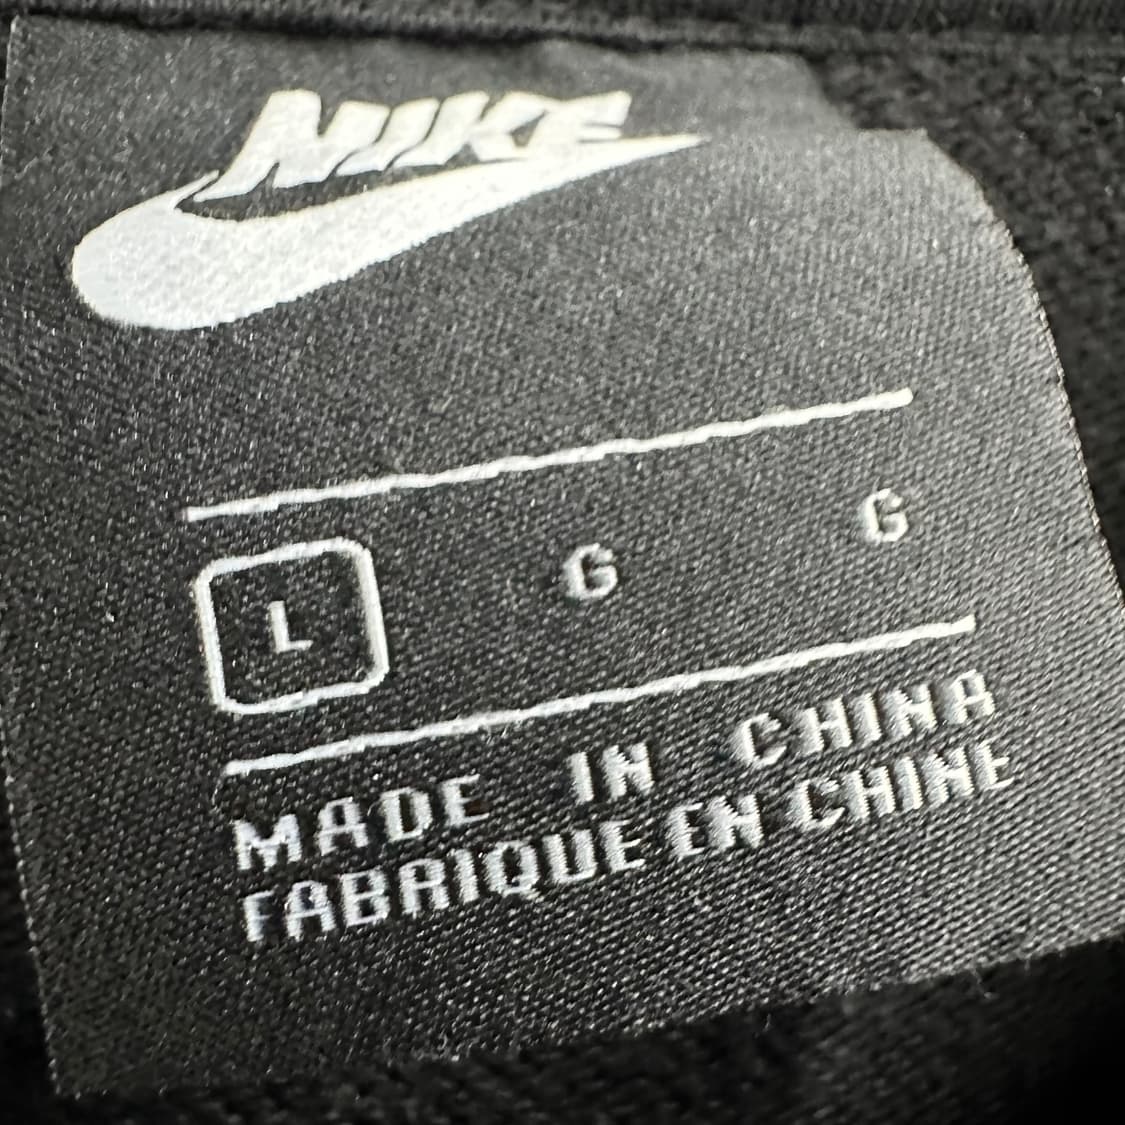 NIKE
L G G
MADE IN CHINA
FABRIQUE EN CHINE